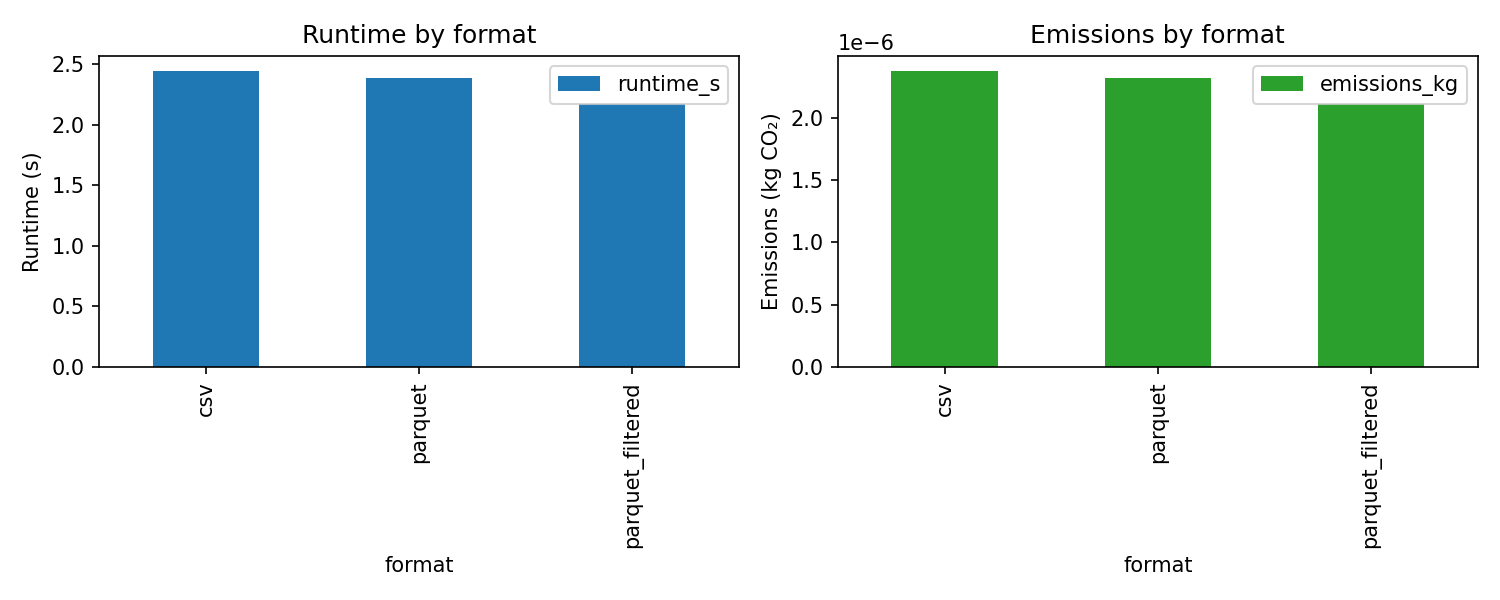 Runtime by format
runtime_s
Runtime (s)
2.5
2.0
1.5
1.0
0.5
0.0
csv
parquet
parquet_filtered
format
Emissions by format
1e−6
emissions_kg
Emissions (kg CO₂)
2.0
1.5
1.0
0.5
0.0
csv
parquet
parquet_filtered
format